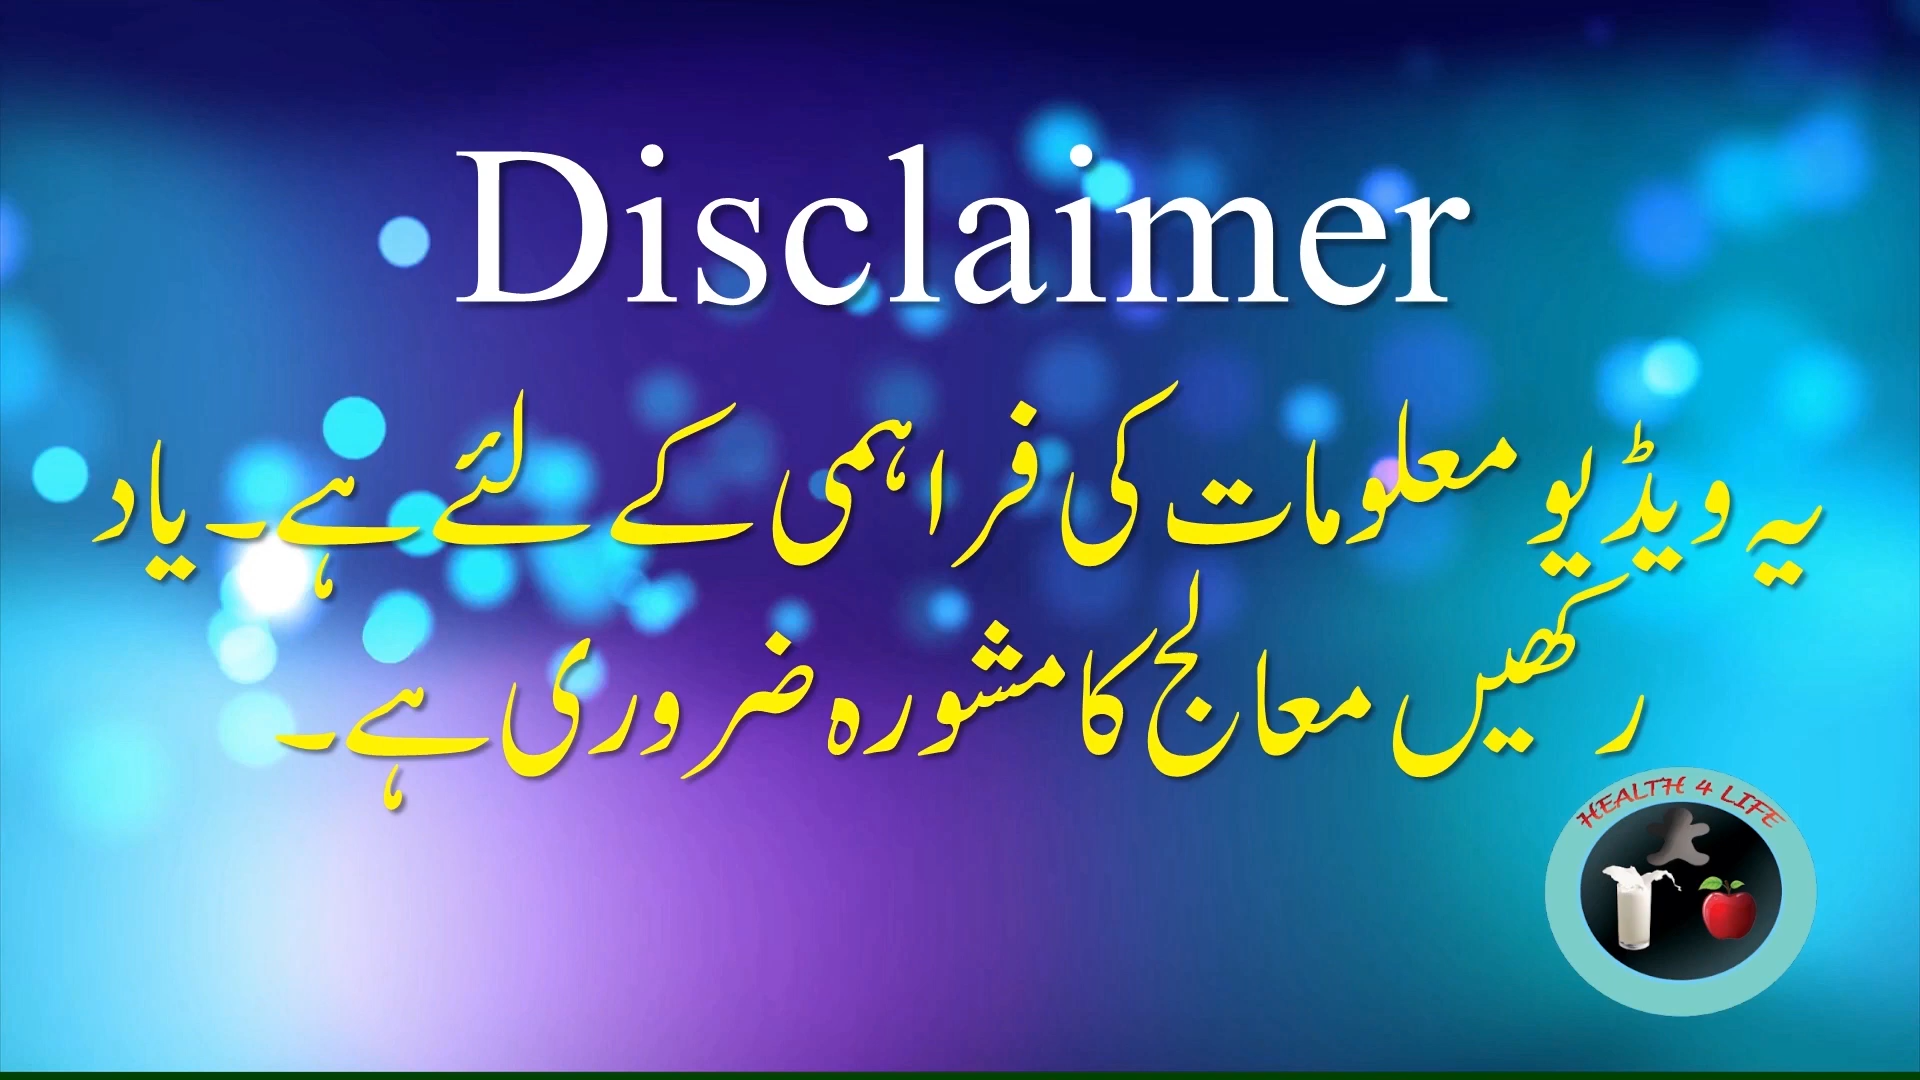 Disclaimer
یہ ویڈیو معلومات کی فراہمی کے لئے ہے۔ یاد
رکھیں معالج کا مشورہ ضروری ہے۔
HEALTH 4 LIFE